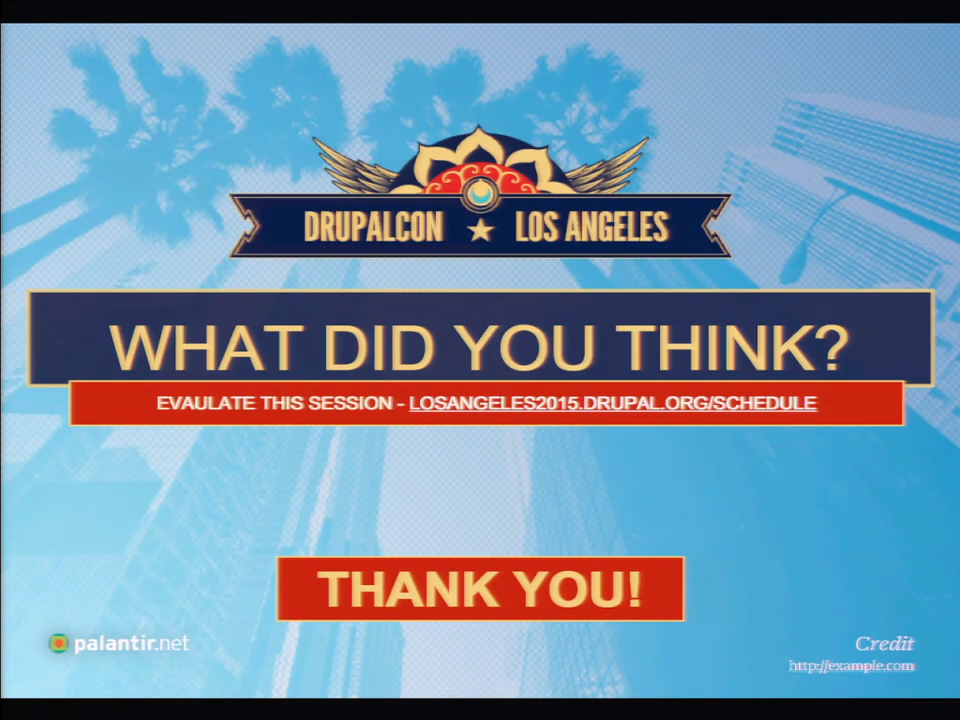 DRUPALCON ★ LOS ANGELES
WHAT DID YOU THINK?
EVAULATE THIS SESSION - LOSANGELES2015.DRUPAL.ORG/SCHEDULE
THANK YOU!
palantir.net
Credit
http://example.com